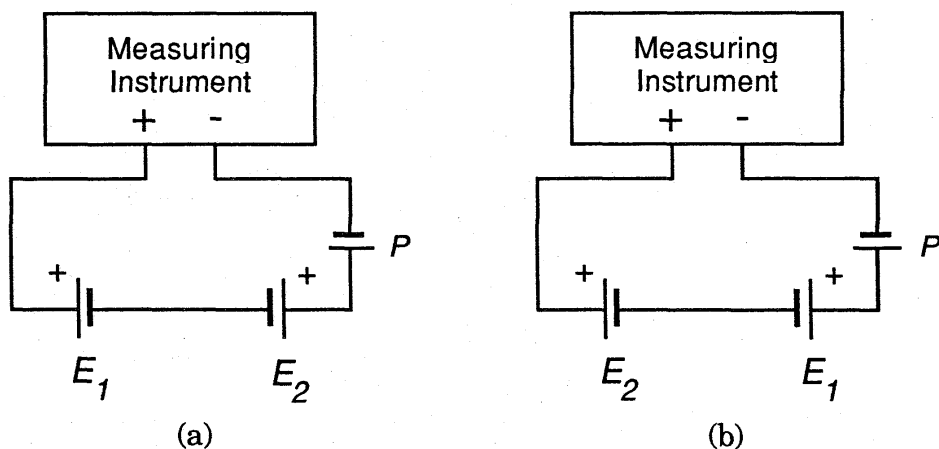 Measuring
Instrument
+ -
P
+ +
E1 E2
(a)
Measuring
Instrument
+ -
P
+ +
E2 E1
(b)